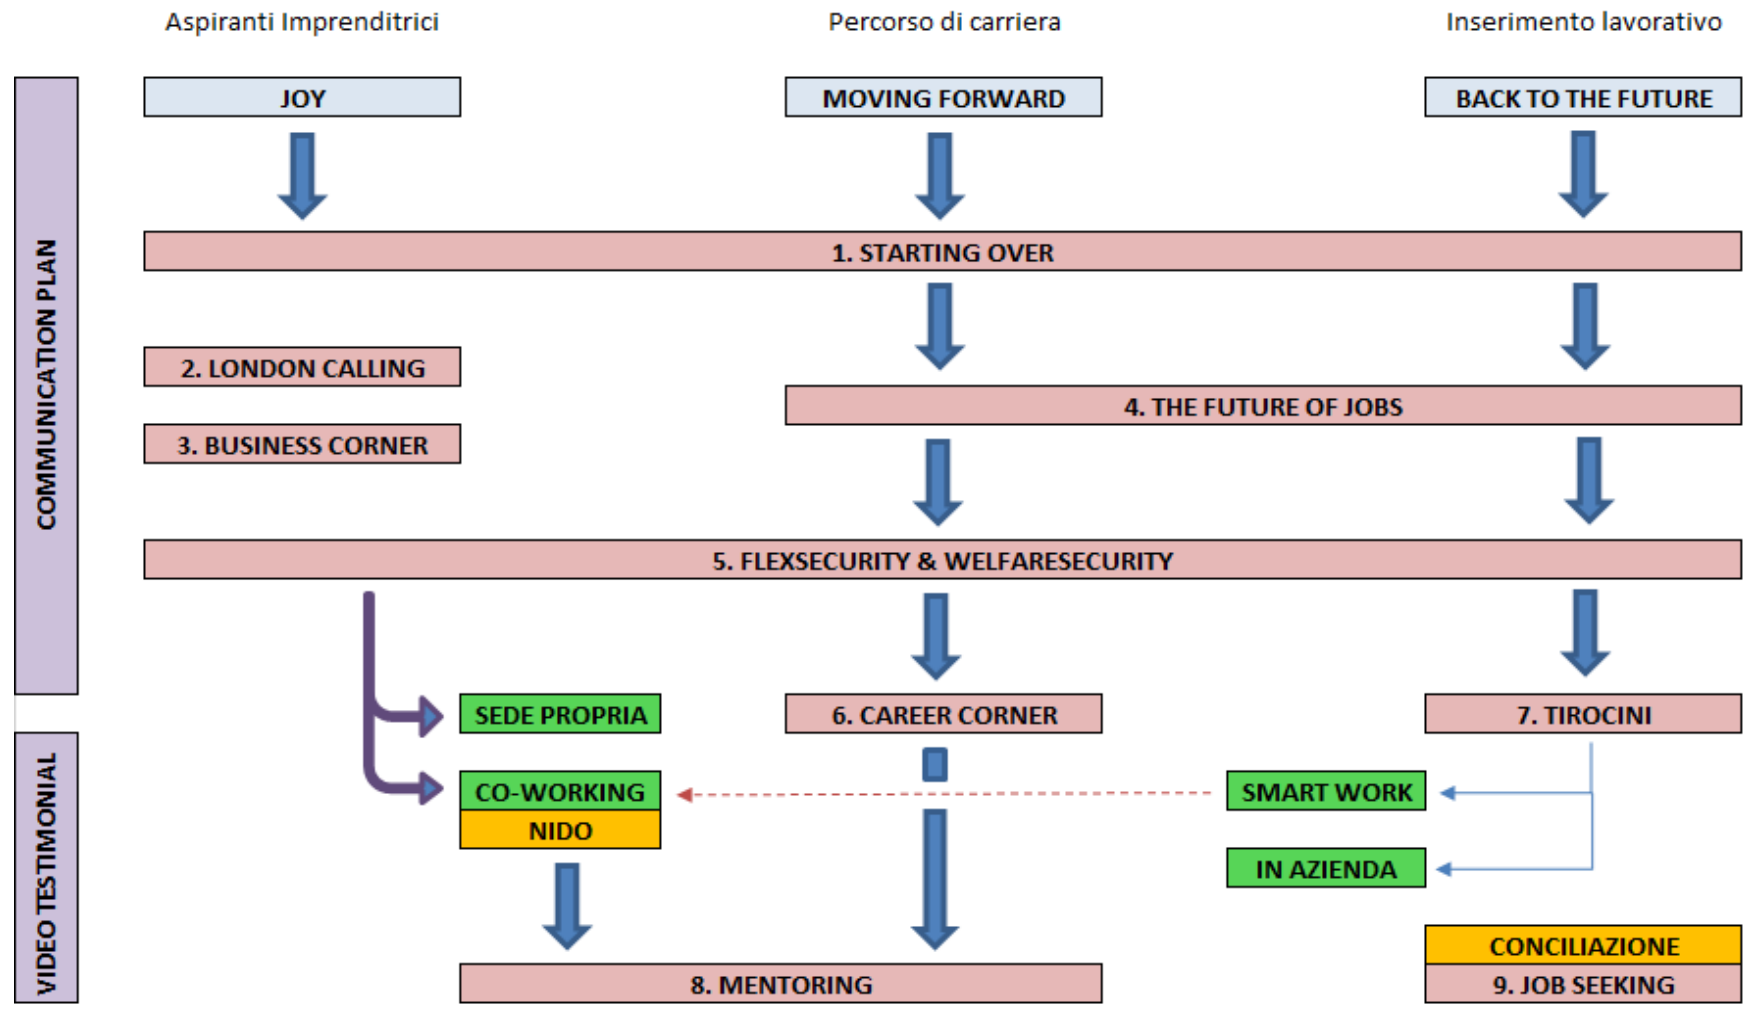 Aspiranti Imprenditrici
Percorso di carriera
Inserimento lavorativo
JOY
MOVING FORWARD
BACK TO THE FUTURE
COMMUNICATION PLAN
1. STARTING OVER
2. LONDON CALLING
4. THE FUTURE OF JOBS
3. BUSINESS CORNER
5. FLEXSECURITY & WELFARESECURITY
SEDE PROPRIA
6. CAREER CORNER
7. TIROCINI
VIDEO TESTIMONIAL
CO-WORKING
SMART WORK
NIDO
IN AZIENDA
CONCILIAZIONE
8. MENTORING
9. JOB SEEKING